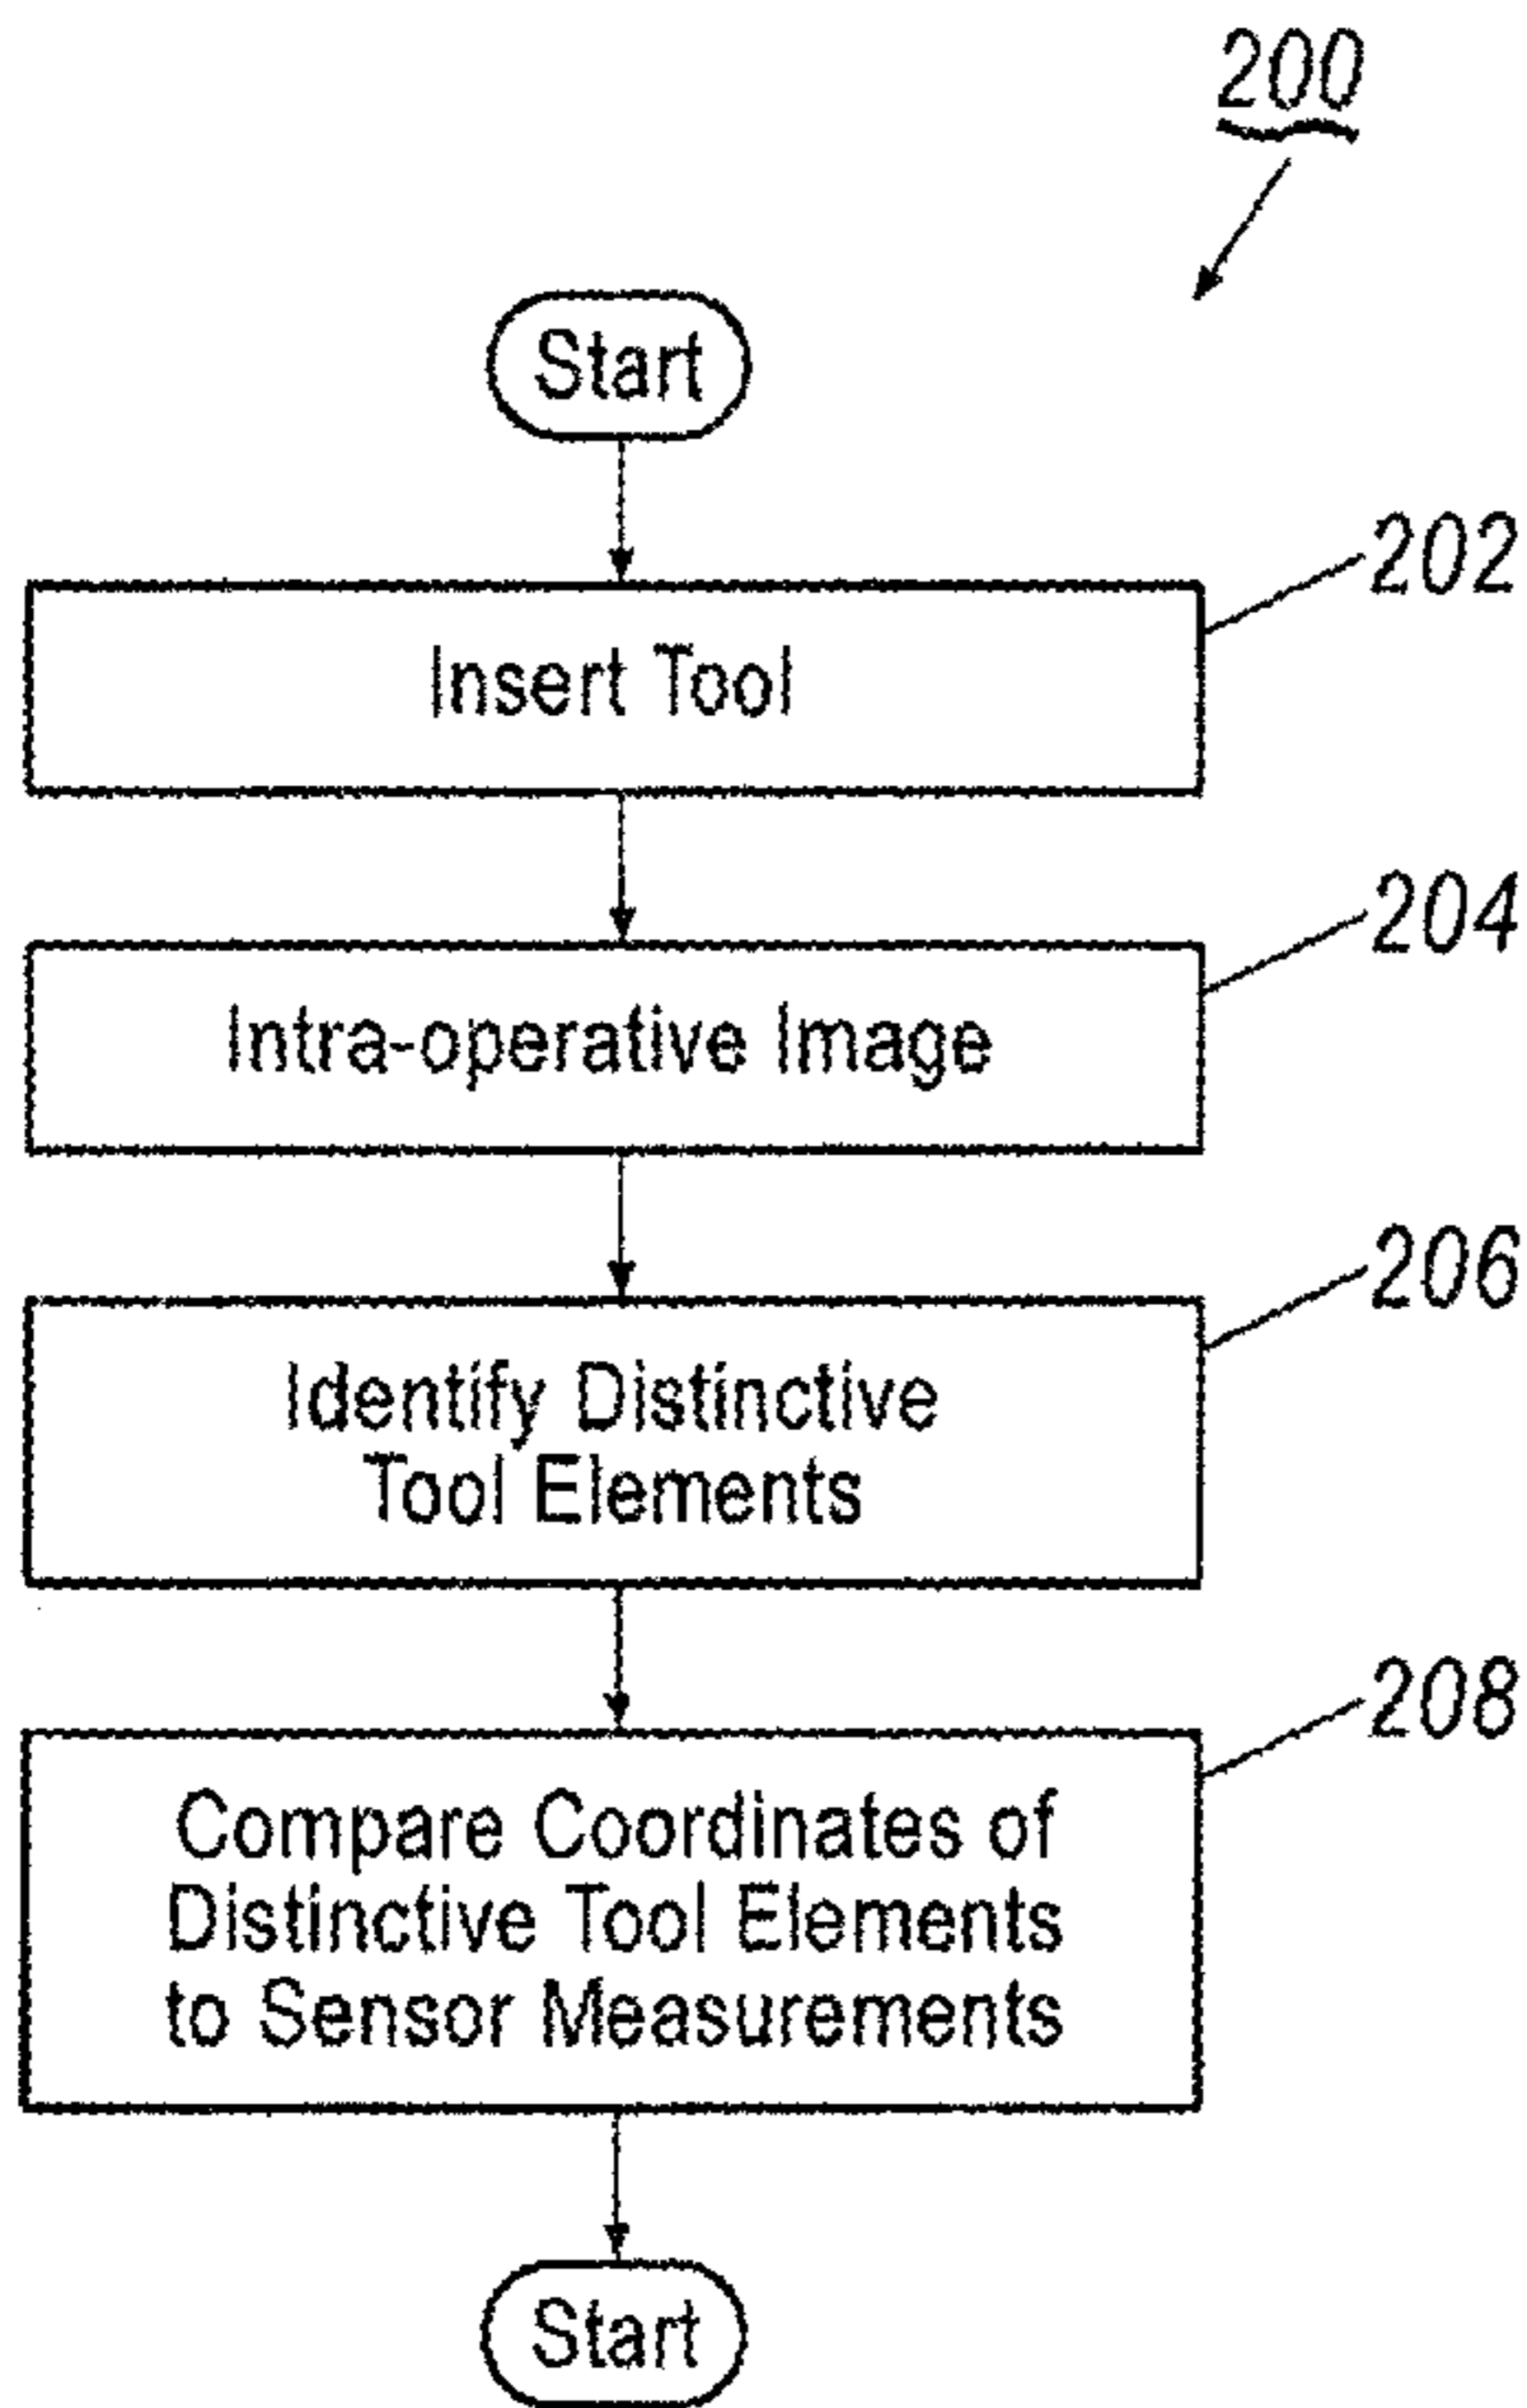 200
Start
202
Insert Tool
204
Intra-operative Image
206
Identify Distinctive
Tool Elements
208
Compare Coordinates of
Distinctive Tool Elements
to Sensor Measurements
Start